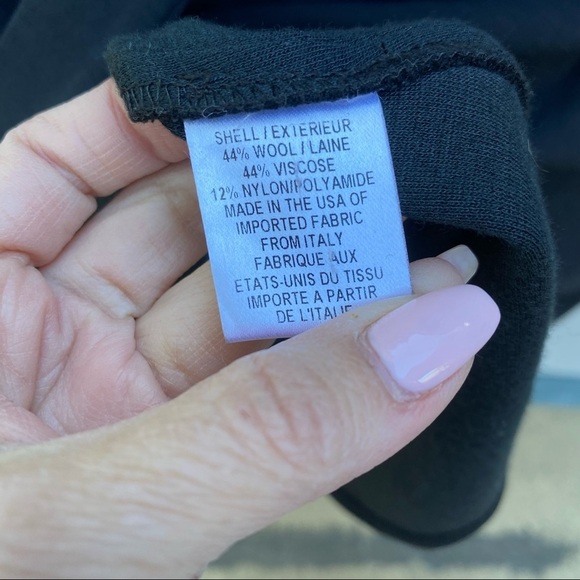 SHELL / EXTERIEUR
44% WOOL / LAINE
44% VISCOSE
12% NYLON/POLYAMIDE
MADE IN THE USA OF
IMPORTED FABRIC
FROM ITALY
FABRIQUE AUX
ETATS-UNIS DU TISSU
IMPORTE A PARTIR
DE L'ITALIE